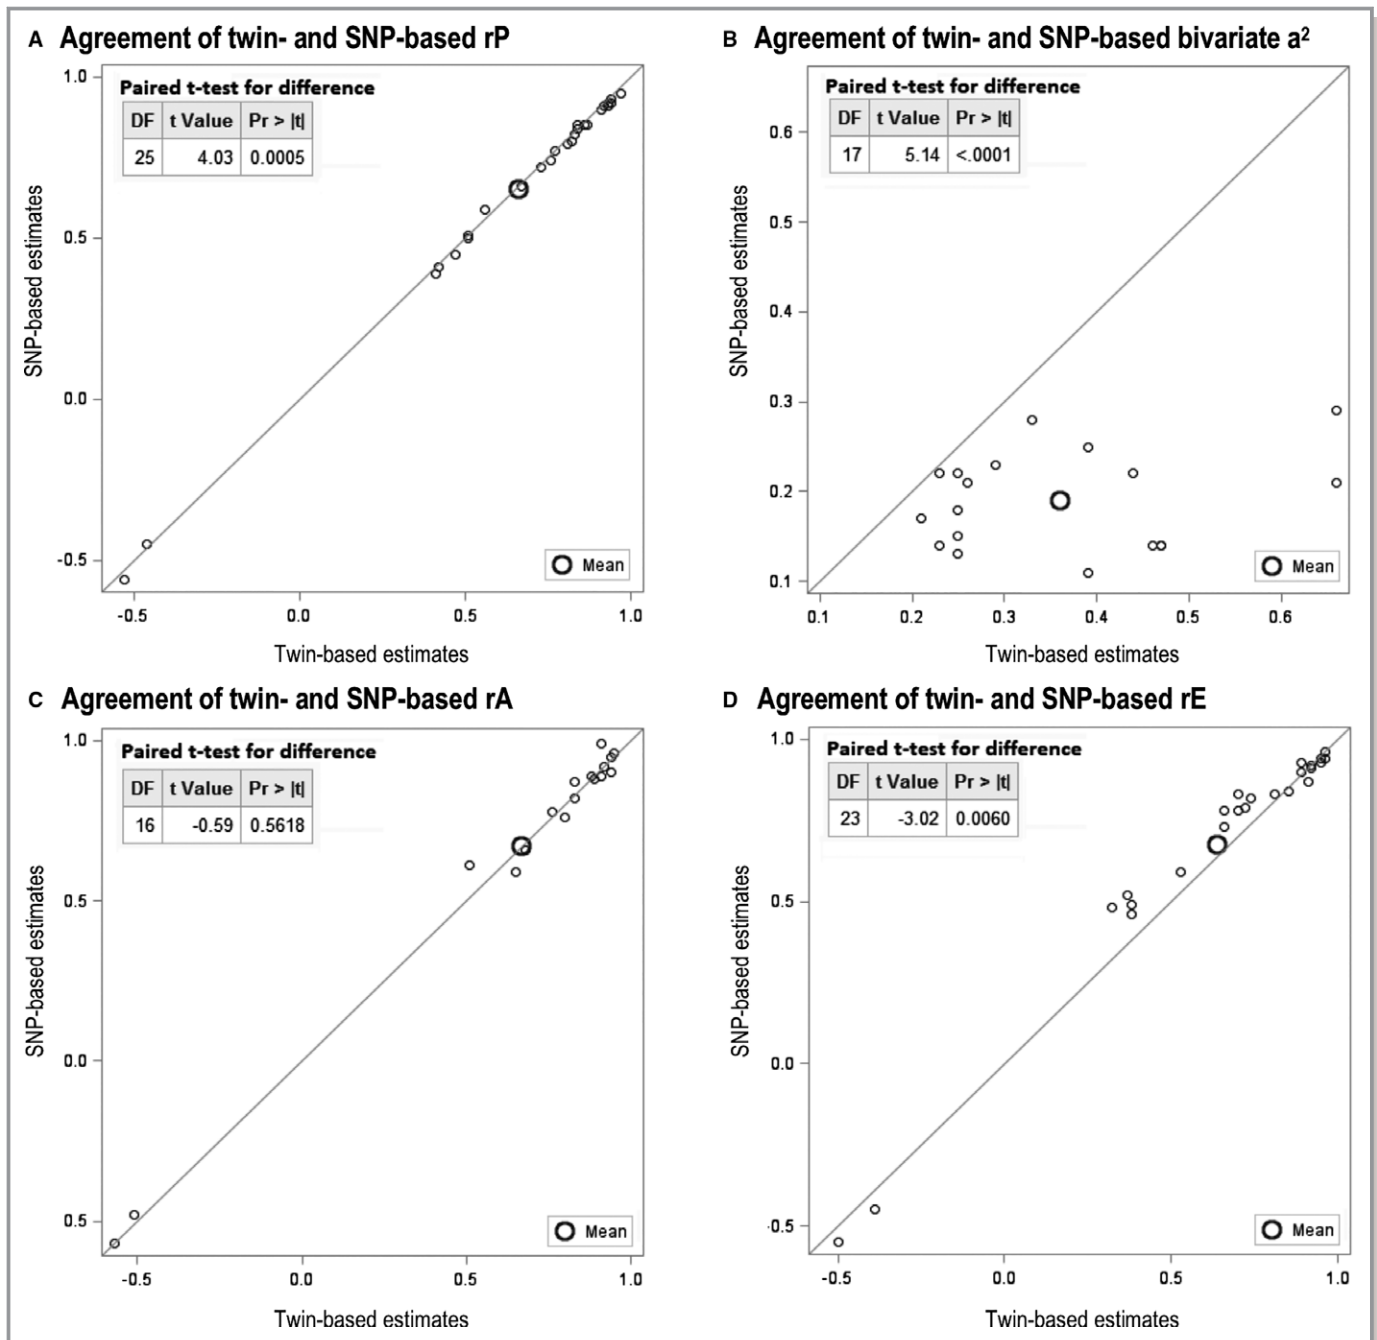 A Agreement of twin- and SNP-based rP
Paired t-test for difference
DF t Value Pr > |t|
25 4.03 0.0005
1.0
0.5
0.0
-0.5
SNP-based estimates
Mean
-0.5 0.0 0.5 1.0
Twin-based estimates
B Agreement of twin- and SNP-based bivariate a²
Paired t-test for difference
DF t Value Pr > |t|
17 5.14 <.0001
0.6
0.5
0.4
0.3
0.2
0.1
SNP-based estimates
Mean
0.1 0.2 0.3 0.4 0.5 0.6
Twin-based estimates
C Agreement of twin- and SNP-based rA
Paired t-test for difference
DF t Value Pr > |t|
16 -0.59 0.5618
1.0
0.5
0.0
0.5
SNP-based estimates
Mean
-0.5 0.0 0.5 1.0
Twin-based estimates
D Agreement of twin- and SNP-based rE
Paired t-test for difference
DF t Value Pr > |t|
23 -3.02 0.0060
1.0
0.5
0.0
-0.5
SNP-based estimates
Mean
-0.5 0.0 0.5 1.0
Twin-based estimates